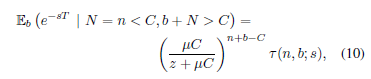 𝔼_b (e^{-sT} | N = n < C, b + N > C) =
(μC / (z + μC))^{n+b−C} τ(n, b; s), (10)